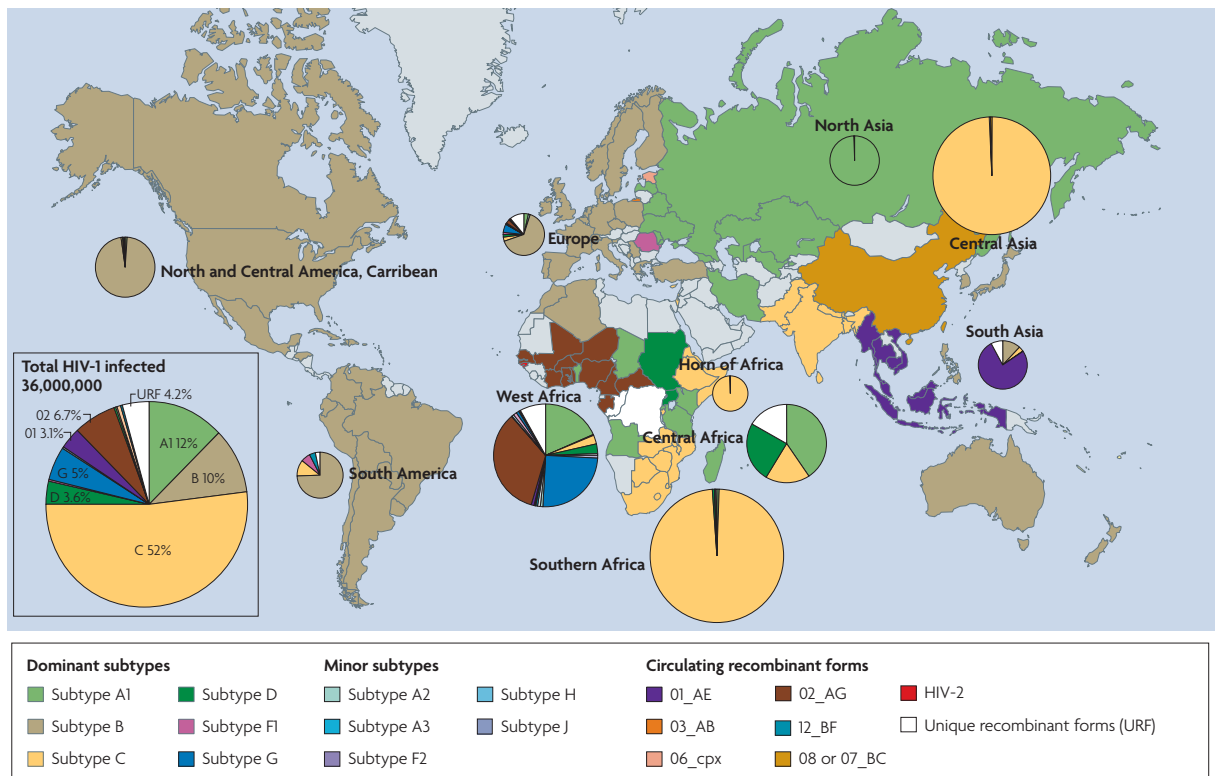 North Asia
Central Asia
Europe
North and Central America, Carribean
South Asia
Horn of Africa
West Africa
Central Africa
South America
Southern Africa
Total HIV-1 infected
36,000,000
URF 4.2%
02 6.7%
01 3.1%
A1 12%
G 5%
B 10%
D 3.6%
C 52%
Dominant subtypes
Minor subtypes
Circulating recombinant forms
Subtype A1
Subtype D
Subtype A2
Subtype H
01_AE
02_AG
HIV-2
Subtype B
Subtype F1
Subtype A3
Subtype J
03_AB
12_BF
Unique recombinant forms (URF)
Subtype C
Subtype G
Subtype F2
06_cpx
08 or 07_BC